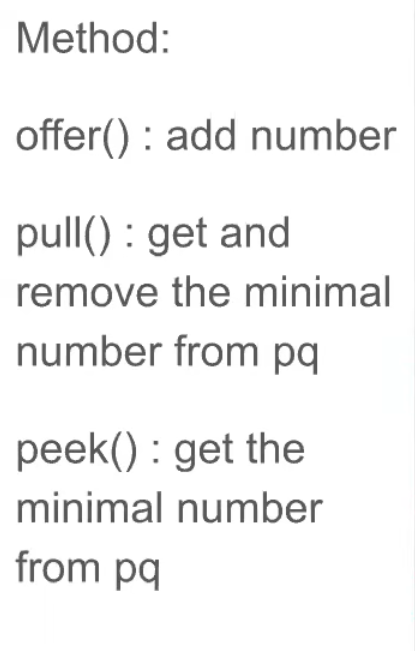 Method:
offer() : add number
pull() : get and
remove the minimal
number from pq
peek() : get the
minimal number
from pq